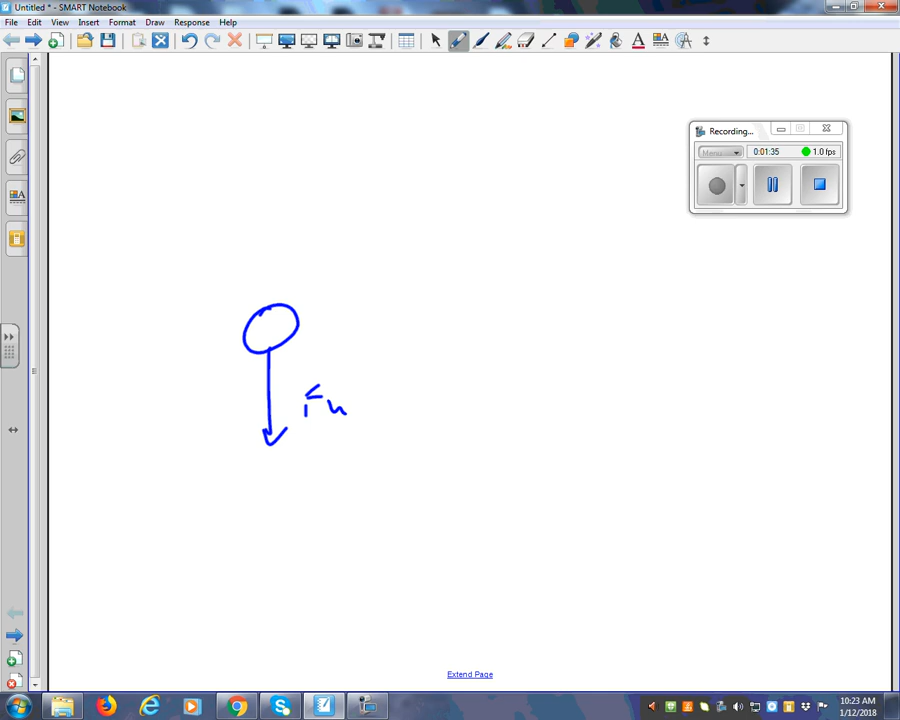 Untitled * - SMART Notebook
File Edit View Insert Format Draw Response Help
Recording...
Menu 0:01:35 1.0 fps
Extend Page
10:23 AM
1/12/2018